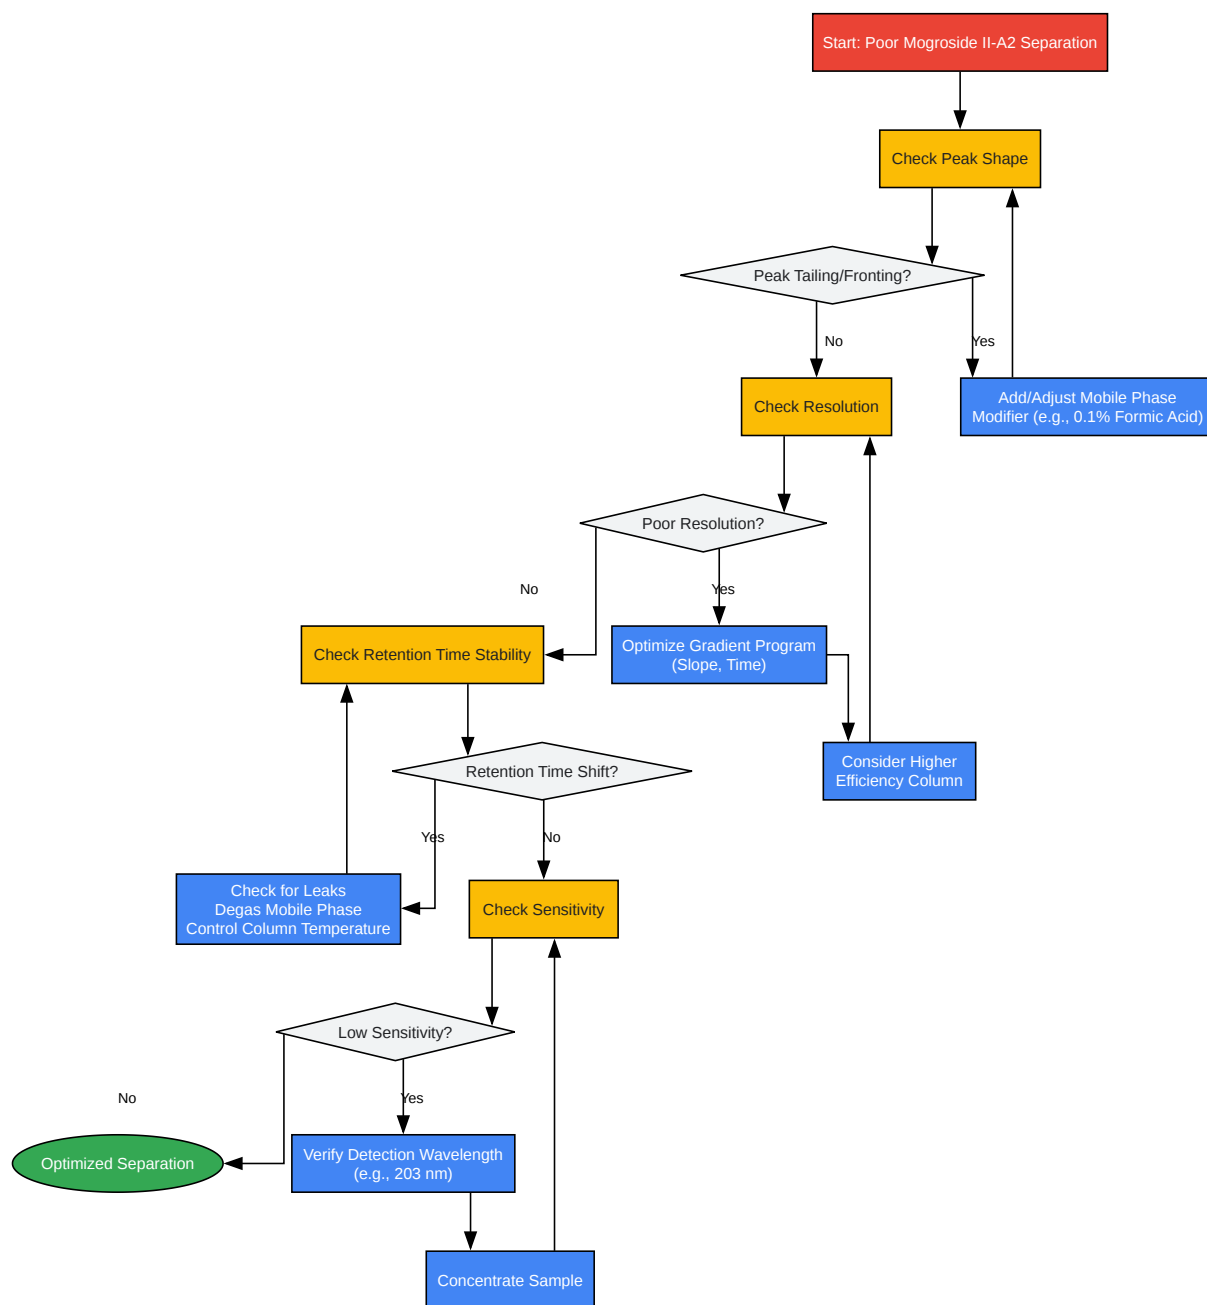 Start: Poor Mogroside II-A2 Separation
Check Peak Shape
Peak Tailing/Fronting?
No
Yes
Check Resolution
Add/Adjust Mobile Phase
Modifier (e.g., 0.1% Formic Acid)
Poor Resolution?
No
Yes
Check Retention Time Stability
Optimize Gradient Program
(Slope, Time)
Retention Time Shift?
Consider Higher
Efficiency Column
Yes
No
Check for Leaks
Degas Mobile Phase
Control Column Temperature
Check Sensitivity
Low Sensitivity?
No
Yes
Optimized Separation
Verify Detection Wavelength
(e.g., 203 nm)
Concentrate Sample